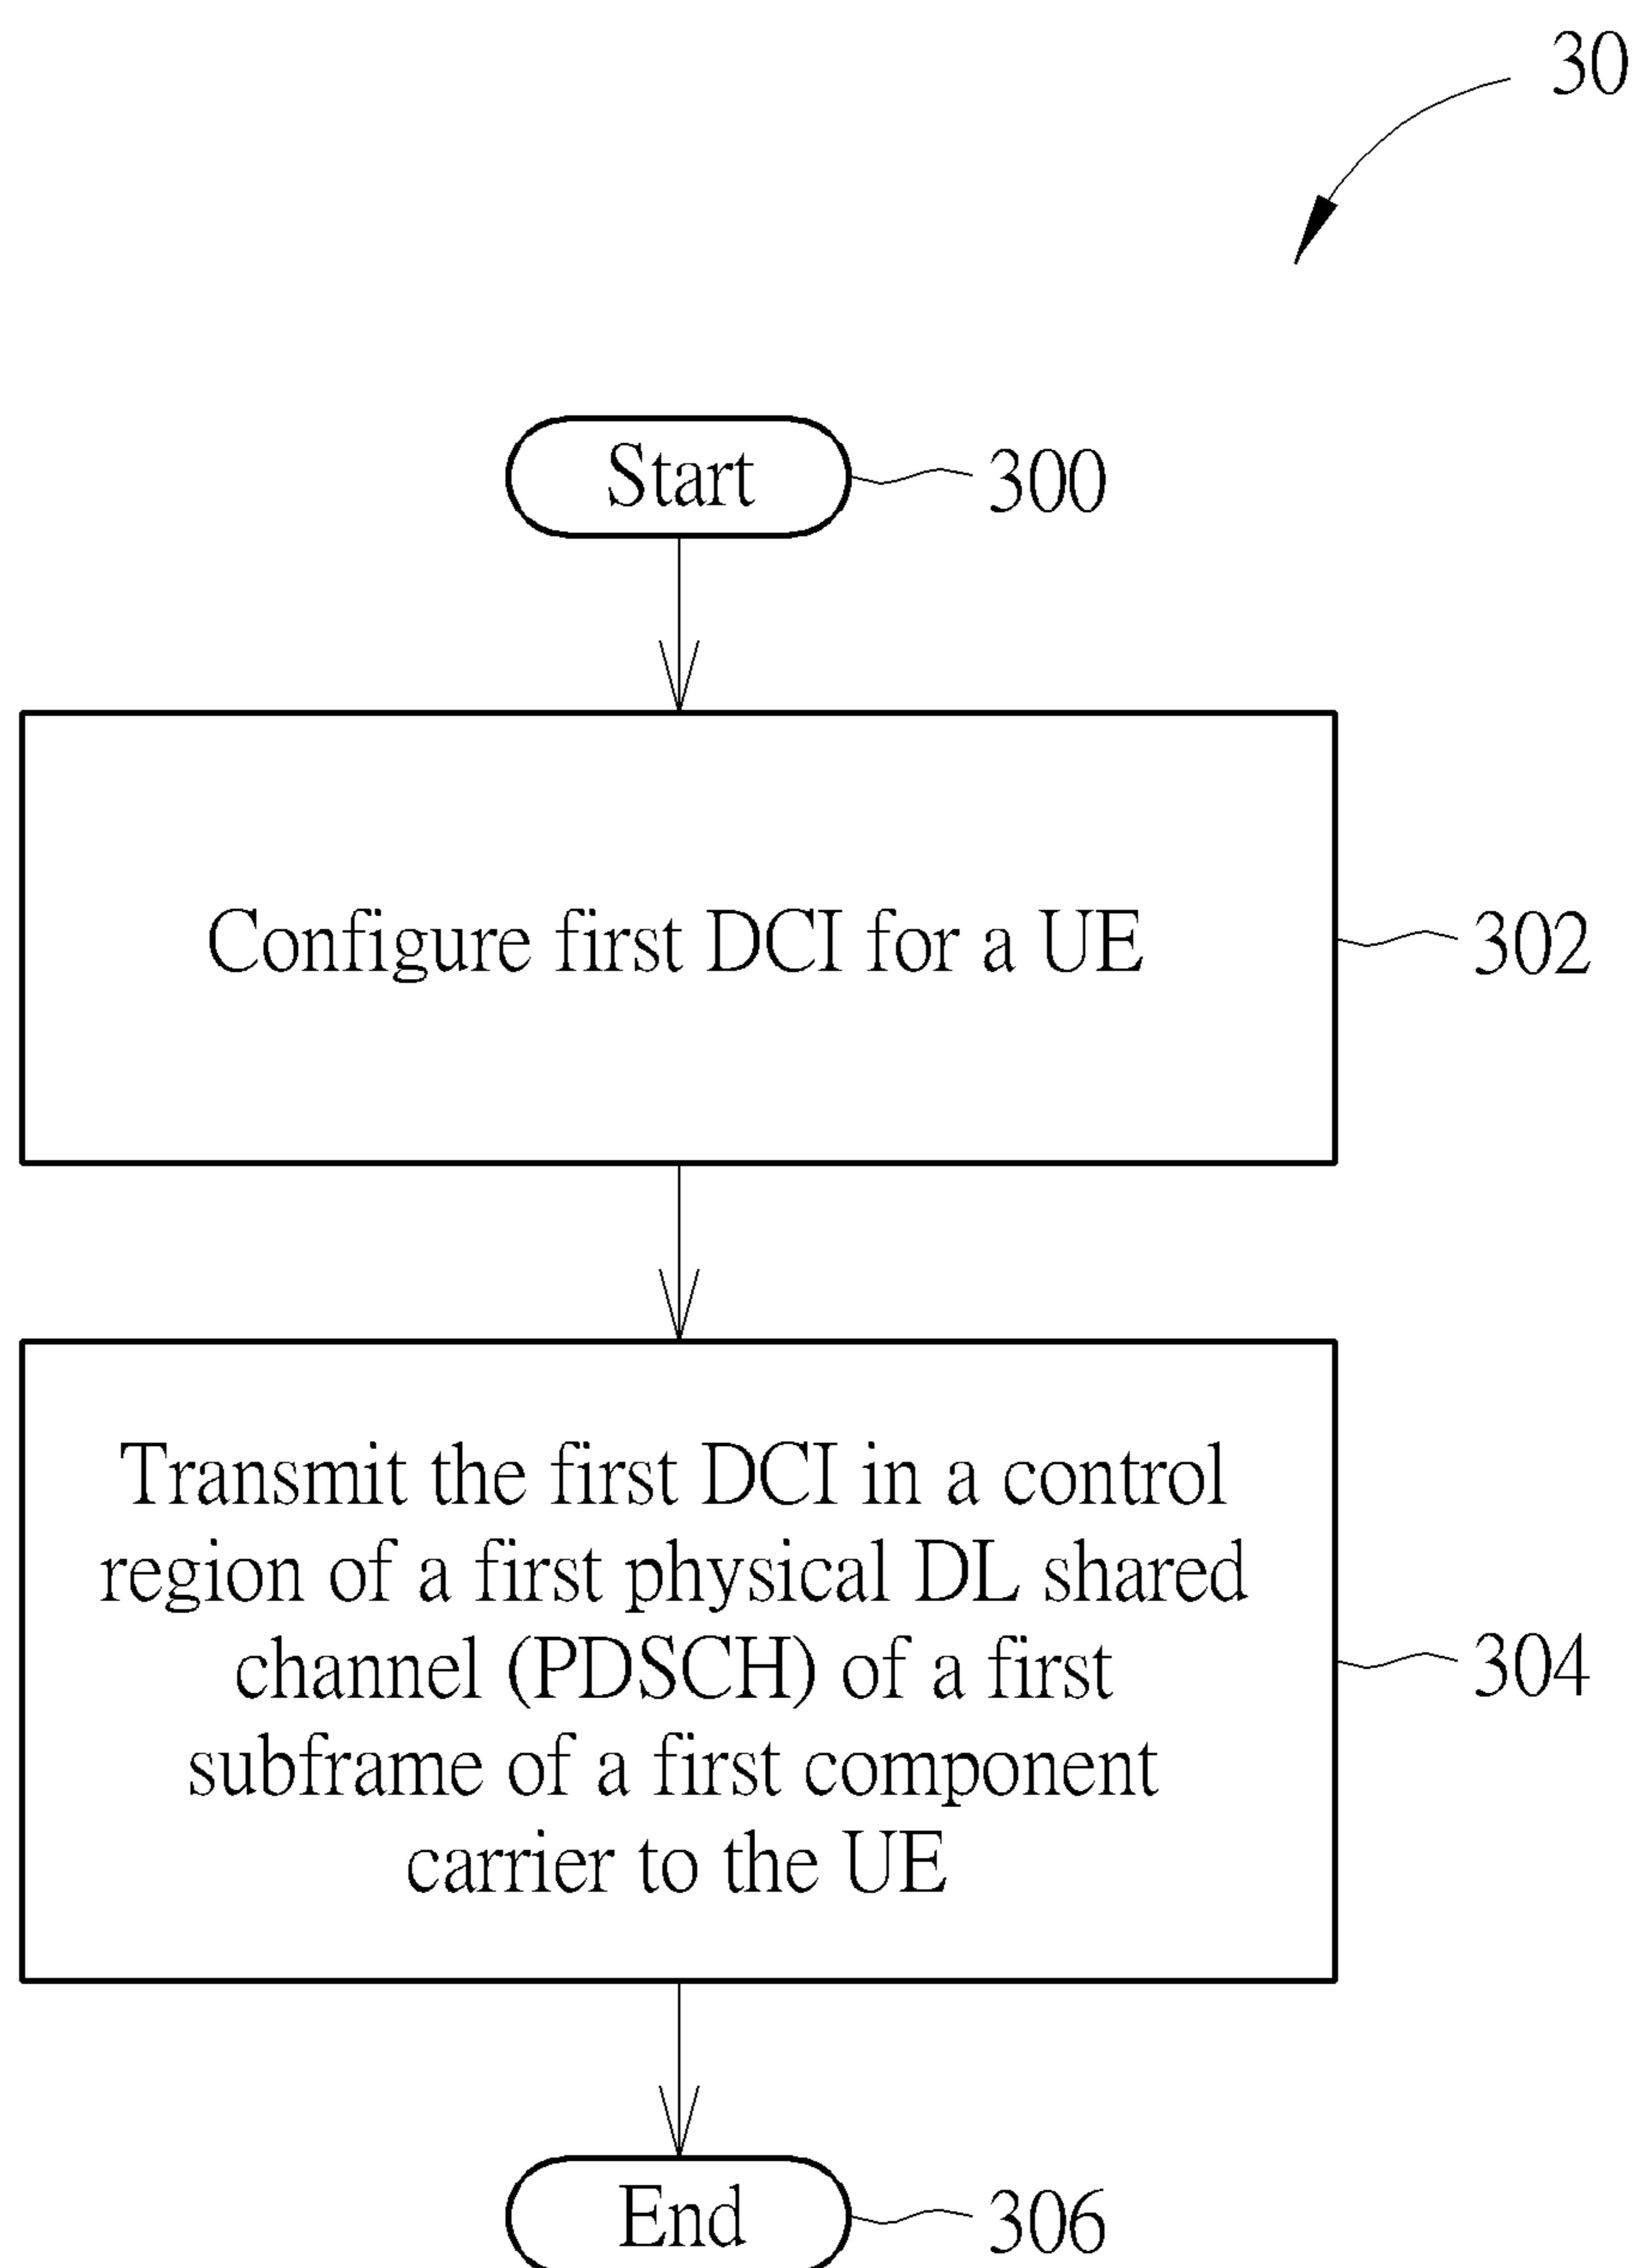 30
Start
300
Configure first DCI for a UE
302
Transmit the first DCI in a control
region of a first physical DL shared
channel (PDSCH) of a first
subframe of a first component
carrier to the UE
304
End
306